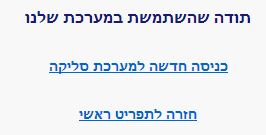 תודה שהשתמשת במערכת שלנו
כניסה חדשה למערכת סליקה
חזרה לתפריט ראשי